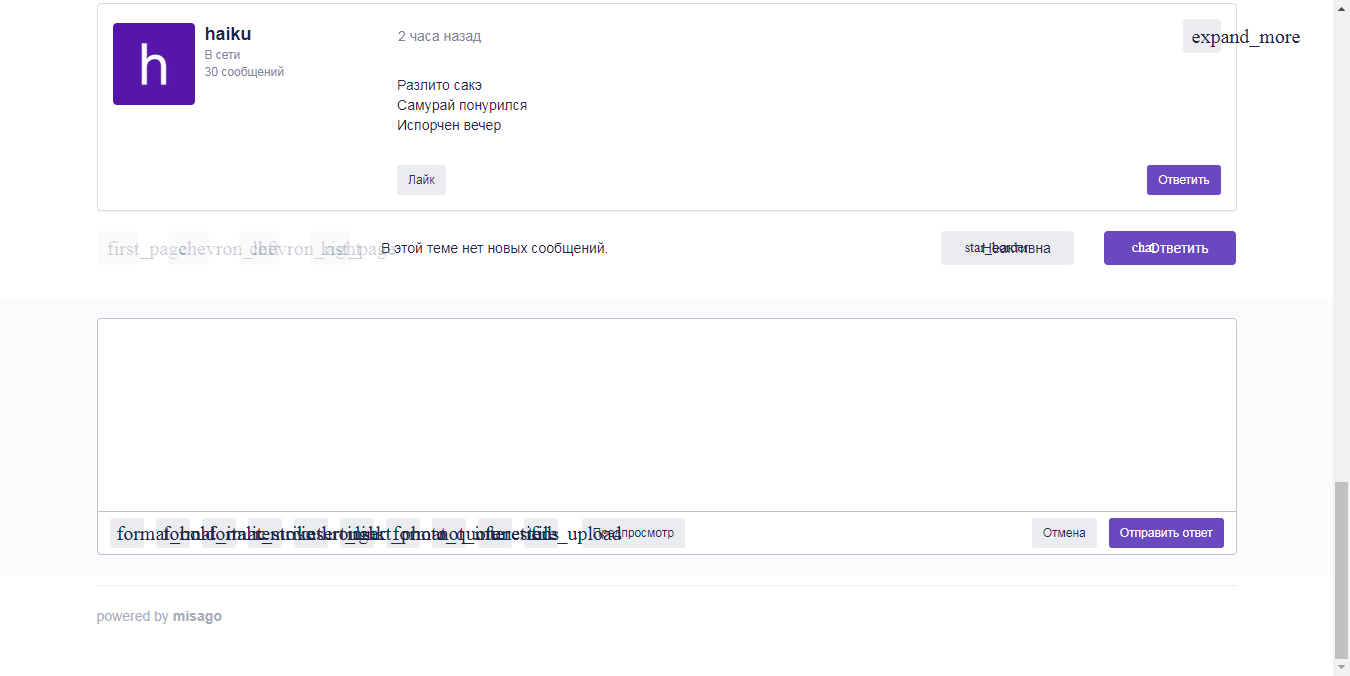 h
haiku
В сети
30 сообщений
2 часа назад
expand_more
Разлито сакэ
Самурай понурился
Испорчен вечер
Лайк
Ответить
first_page chevron_left chevron_right last_page В этой теме нет новых сообщений.
star_border Неактивна
chat Ответить
format_bold format_italic format_strikethrough remove insert_link insert_photo format_quote not_interested functions file_upload Предпросмотр
Отмена
Отправить ответ
powered by misago